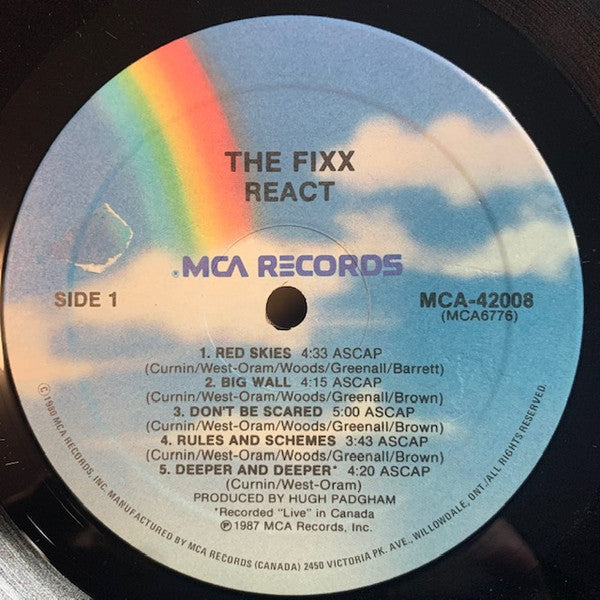 THE FIXX
REACT
®MCA RECORDS
SIDE 1
MCA-42008
(MCA6776)
1. RED SKIES 4:33 ASCAP
(Curnin/West-Oram/Woods/Greenall/Barrett)
2. BIG WALL 4:15 ASCAP
(Curnin/West-Oram/Woods/Greenall/Brown)
3. DON'T BE SCARED 5:00 ASCAP
(Curnin/West-Oram/Woods/Greenall/Brown)
4. RULES AND SCHEMES 3:43 ASCAP
(Curnin/West-Oram/Woods/Greenall/Brown)
5. DEEPER AND DEEPER* 4:20 ASCAP
(Curnin/West-Oram)
PRODUCED BY HUGH PADGHAM
*Recorded "Live" in Canada
℗1987 MCA Records, Inc.
©1980 MCA RECORDS, INC. MANUFACTURED BY MCA RECORDS (CANADA) 2450 VICTORIA PK. AVE., WILLOWDALE, ONT./ALL RIGHTS RESERVED.